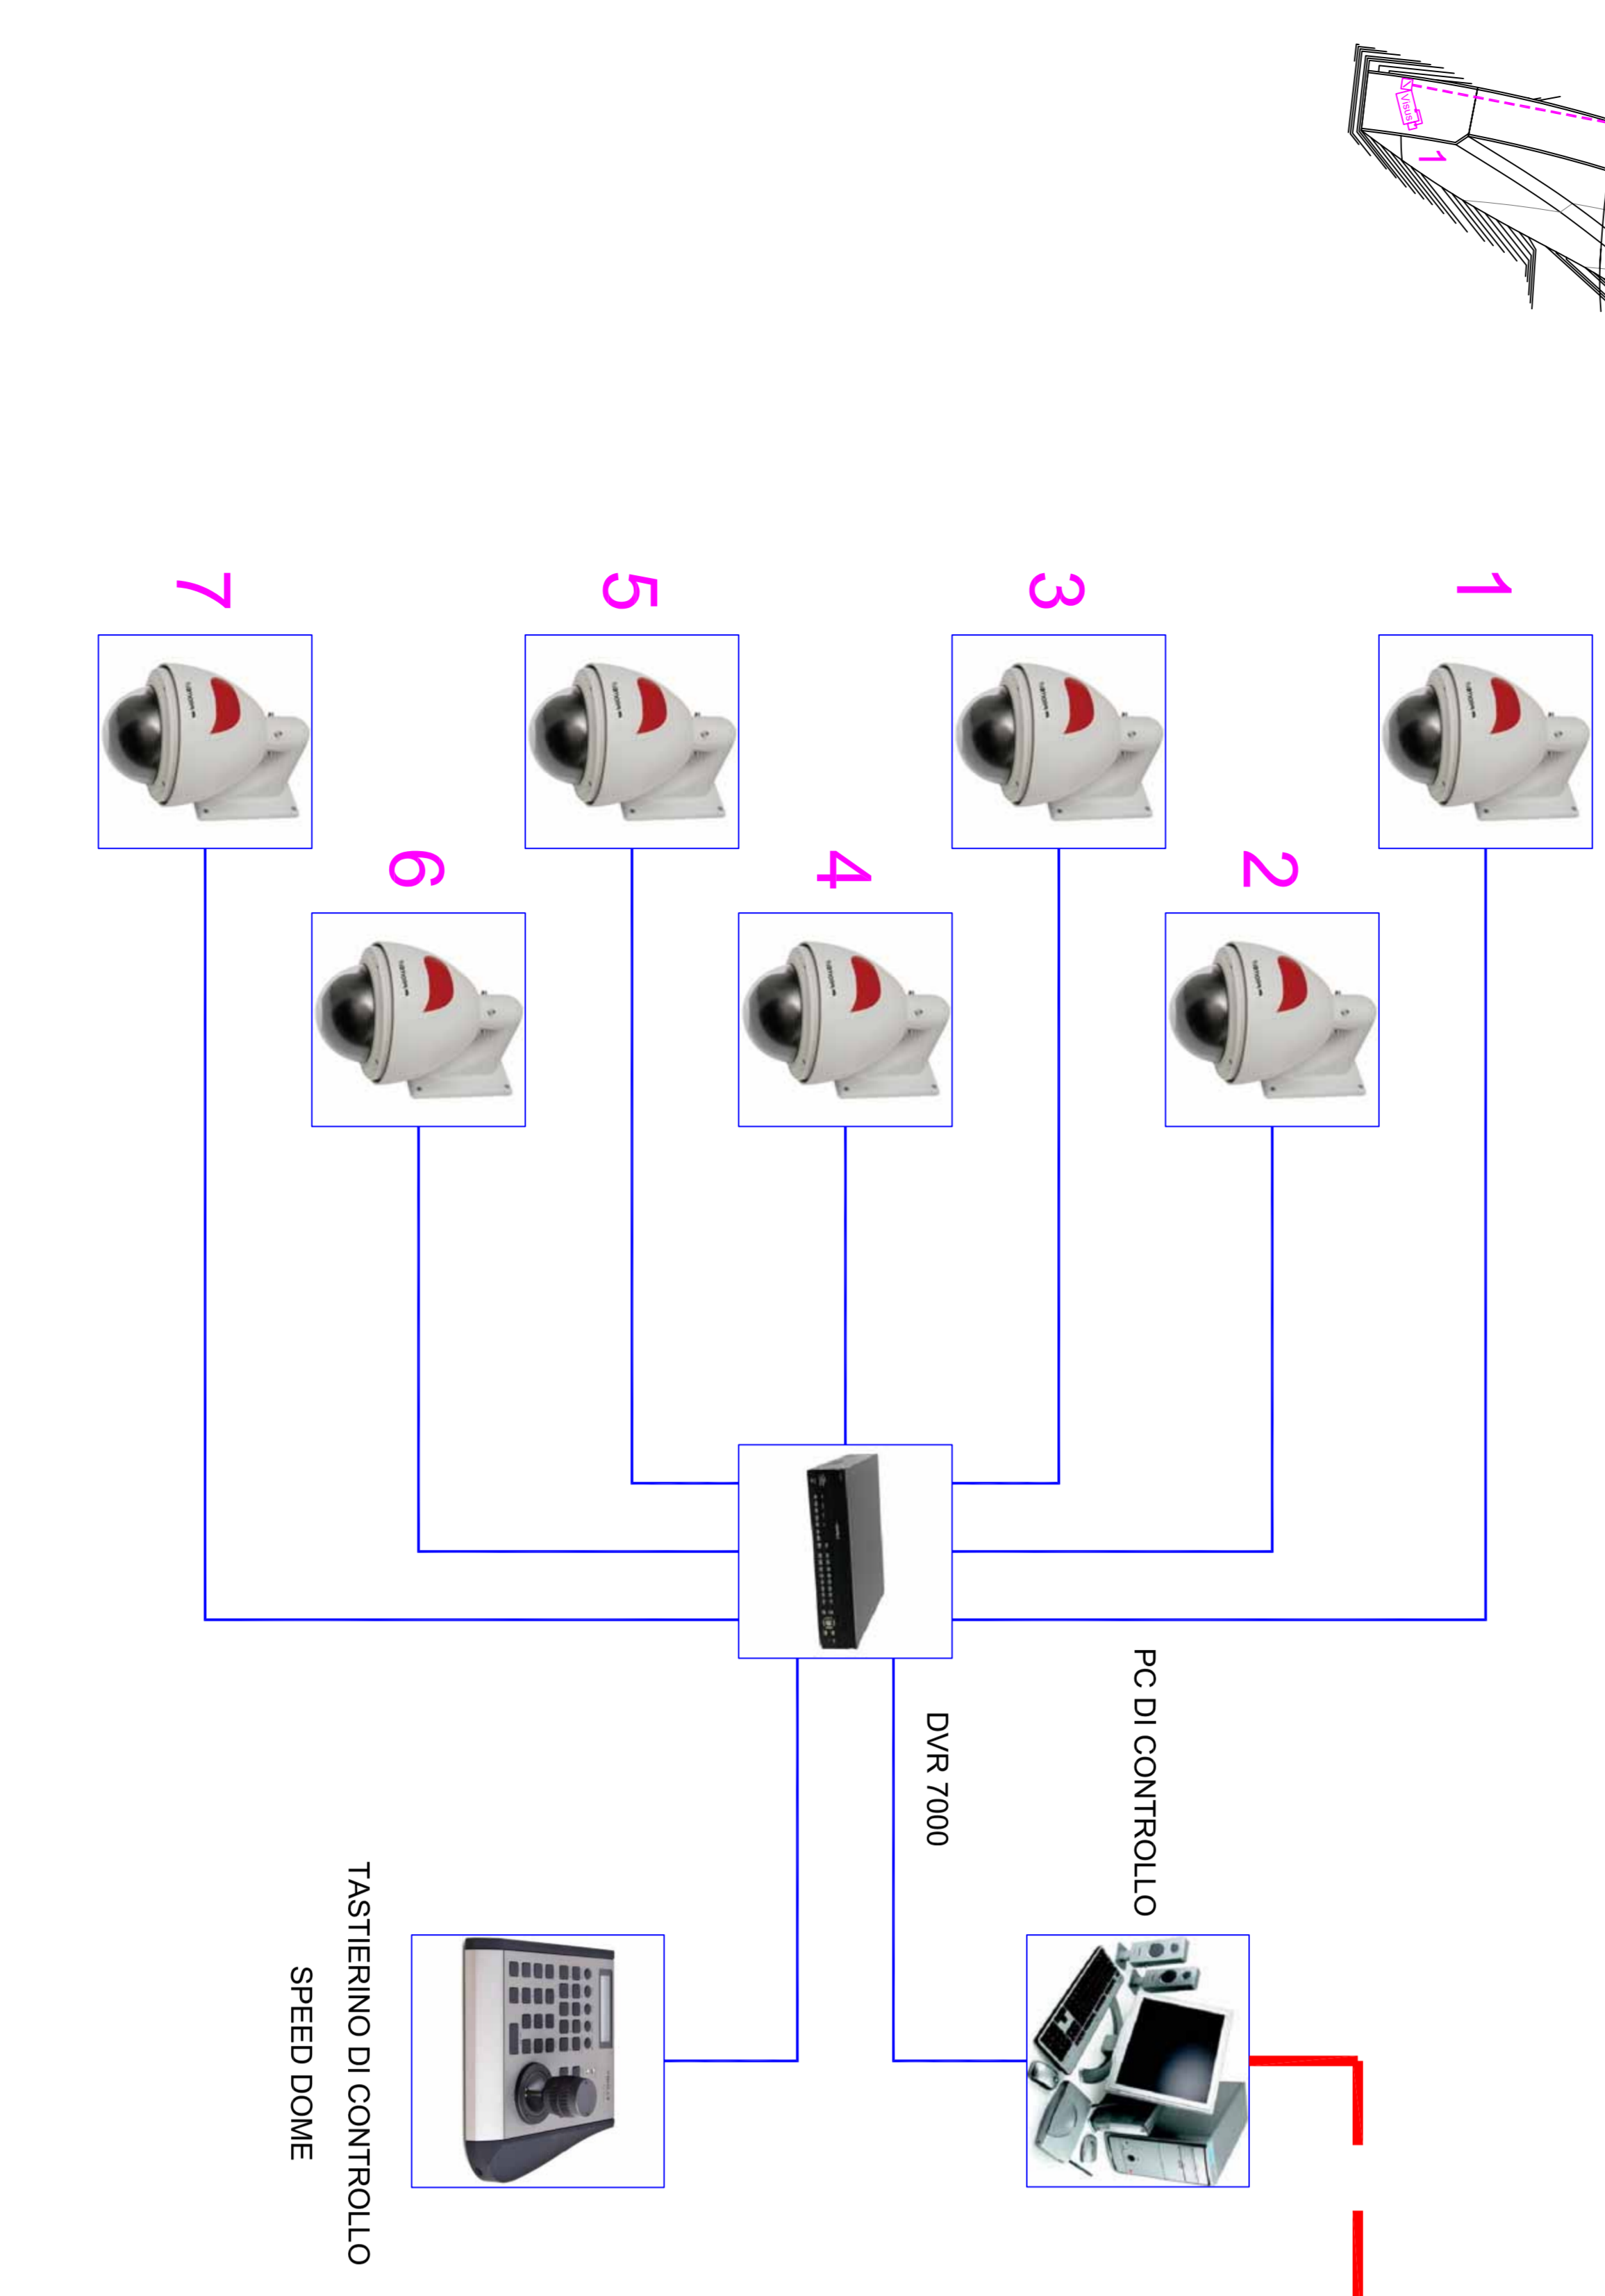 Visus
1
1
2
3
4
5
6
7
PC DI CONTROLLO
DVR 7000
TASTIERINO DI CONTROLLO
SPEED DOME